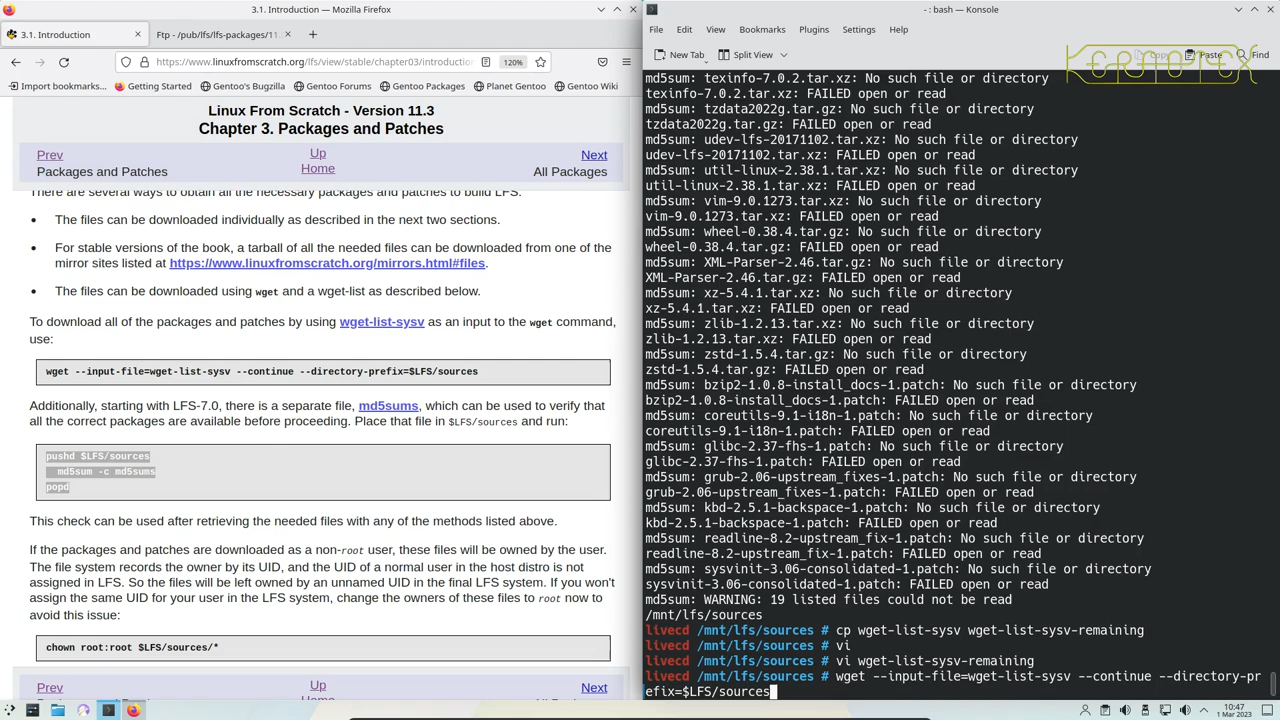 3.1. Introduction — Mozilla Firefox
3.1. Introduction
Ftp - /pub/lfs/lfs-packages/11.
https://www.linuxfromscratch.org/lfs/view/stable/chapter03/introductio
120%
Import bookmarks...
Getting Started
Gentoo's Bugzilla
Gentoo Forums
Gentoo Packages
Planet Gentoo
Gentoo Wiki
Linux From Scratch - Version 11.3
Chapter 3. Packages and Patches
Prev
Up
Next
Packages and Patches
Home
All Packages
There are several ways to obtain all the necessary packages and patches to build LFS.
• The files can be downloaded individually as described in the next two sections.
• For stable versions of the book, a tarball of all the needed files can be downloaded from one of the
mirror sites listed at https://www.linuxfromscratch.org/mirrors.html#files.
• The files can be downloaded using wget and a wget-list as described below.
To download all of the packages and patches by using wget-list-sysv as an input to the wget command,
use:
wget --input-file=wget-list-sysv --continue --directory-prefix=$LFS/sources
Additionally, starting with LFS-7.0, there is a separate file, md5sums, which can be used to verify that
all the correct packages are available before proceeding. Place that file in $LFS/sources and run:
pushd $LFS/sources
md5sum -c md5sums
popd
This check can be used after retrieving the needed files with any of the methods listed above.
If the packages and patches are downloaded as a non-root user, these files will be owned by the user.
The file system records the owner by its UID, and the UID of a normal user in the host distro is not
assigned in LFS. So the files will be left owned by an unnamed UID in the final LFS system. If you won't
assign the same UID for your user in the LFS system, change the owners of these files to root now to
avoid this issue:
chown root:root $LFS/sources/*
Prev
Up
Next
- : bash — Konsole
File
Edit
View
Bookmarks
Plugins
Settings
Help
New Tab
Split View
Copy
Paste
Find
md5sum: texinfo-7.0.2.tar.xz: No such file or directory
texinfo-7.0.2.tar.xz: FAILED open or read
md5sum: tzdata2022g.tar.gz: No such file or directory
tzdata2022g.tar.gz: FAILED open or read
md5sum: udev-lfs-20171102.tar.xz: No such file or directory
udev-lfs-20171102.tar.xz: FAILED open or read
md5sum: util-linux-2.38.1.tar.xz: No such file or directory
util-linux-2.38.1.tar.xz: FAILED open or read
md5sum: vim-9.0.1273.tar.xz: No such file or directory
vim-9.0.1273.tar.xz: FAILED open or read
md5sum: wheel-0.38.4.tar.gz: No such file or directory
wheel-0.38.4.tar.gz: FAILED open or read
md5sum: XML-Parser-2.46.tar.gz: No such file or directory
XML-Parser-2.46.tar.gz: FAILED open or read
md5sum: xz-5.4.1.tar.xz: No such file or directory
xz-5.4.1.tar.xz: FAILED open or read
md5sum: zlib-1.2.13.tar.xz: No such file or directory
zlib-1.2.13.tar.xz: FAILED open or read
md5sum: zstd-1.5.4.tar.gz: No such file or directory
zstd-1.5.4.tar.gz: FAILED open or read
md5sum: bzip2-1.0.8-install_docs-1.patch: No such file or directory
bzip2-1.0.8-install_docs-1.patch: FAILED open or read
md5sum: coreutils-9.1-i18n-1.patch: No such file or directory
coreutils-9.1-i18n-1.patch: FAILED open or read
md5sum: glibc-2.37-fhs-1.patch: No such file or directory
glibc-2.37-fhs-1.patch: FAILED open or read
md5sum: grub-2.06-upstream_fixes-1.patch: No such file or directory
grub-2.06-upstream_fixes-1.patch: FAILED open or read
md5sum: kbd-2.5.1-backspace-1.patch: No such file or directory
kbd-2.5.1-backspace-1.patch: FAILED open or read
md5sum: readline-8.2-upstream_fix-1.patch: No such file or directory
readline-8.2-upstream_fix-1.patch: FAILED open or read
md5sum: sysvinit-3.06-consolidated-1.patch: No such file or directory
sysvinit-3.06-consolidated-1.patch: FAILED open or read
md5sum: WARNING: 19 listed files could not be read
/mnt/lfs/sources
livecd /mnt/lfs/sources # cp wget-list-sysv wget-list-sysv-remaining
livecd /mnt/lfs/sources # vi
livecd /mnt/lfs/sources # vi wget-list-sysv-remaining
livecd /mnt/lfs/sources # wget --input-file=wget-list-sysv --continue --directory-pr
efix=$LFS/sources
10:47
1 Mar 2023